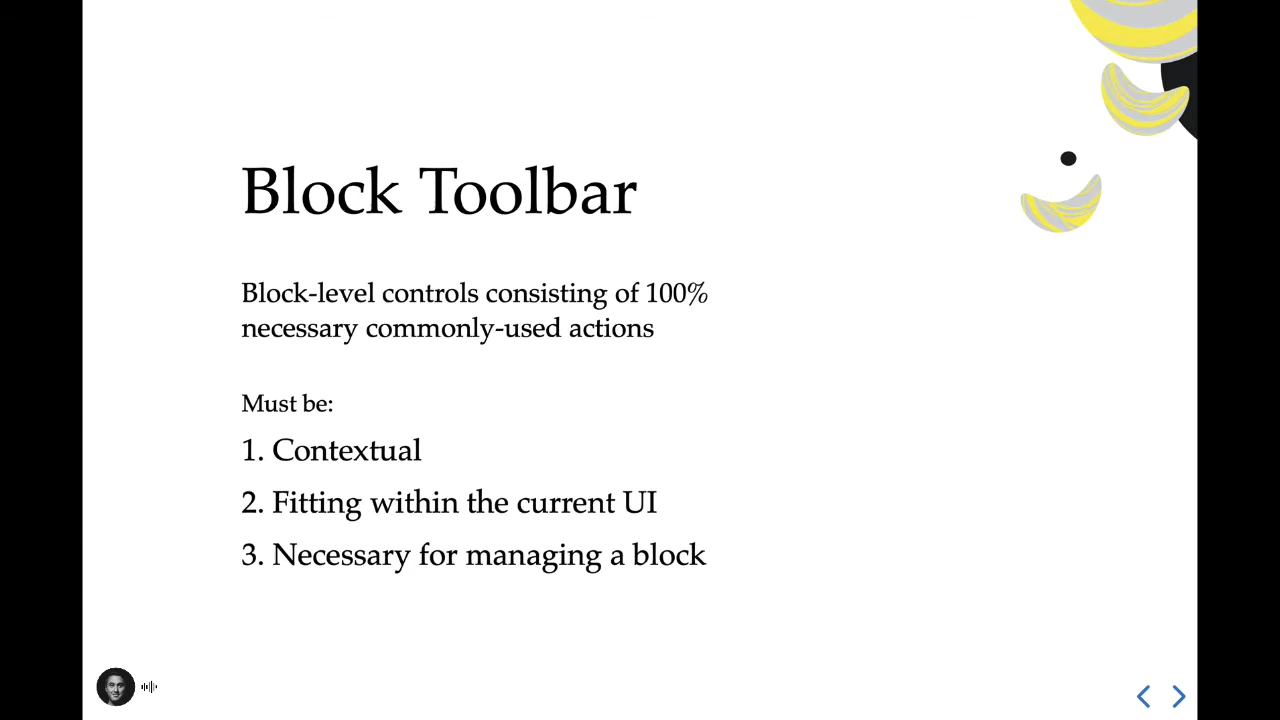 Block Toolbar
Block-level controls consisting of 100%
necessary commonly-used actions
Must be:
1. Contextual
2. Fitting within the current UI
3. Necessary for managing a block